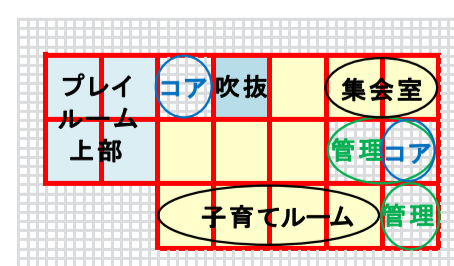 プレイ
ルーム
上部
コア
吹抜
集会室
管理
コア
子育てルーム
管理